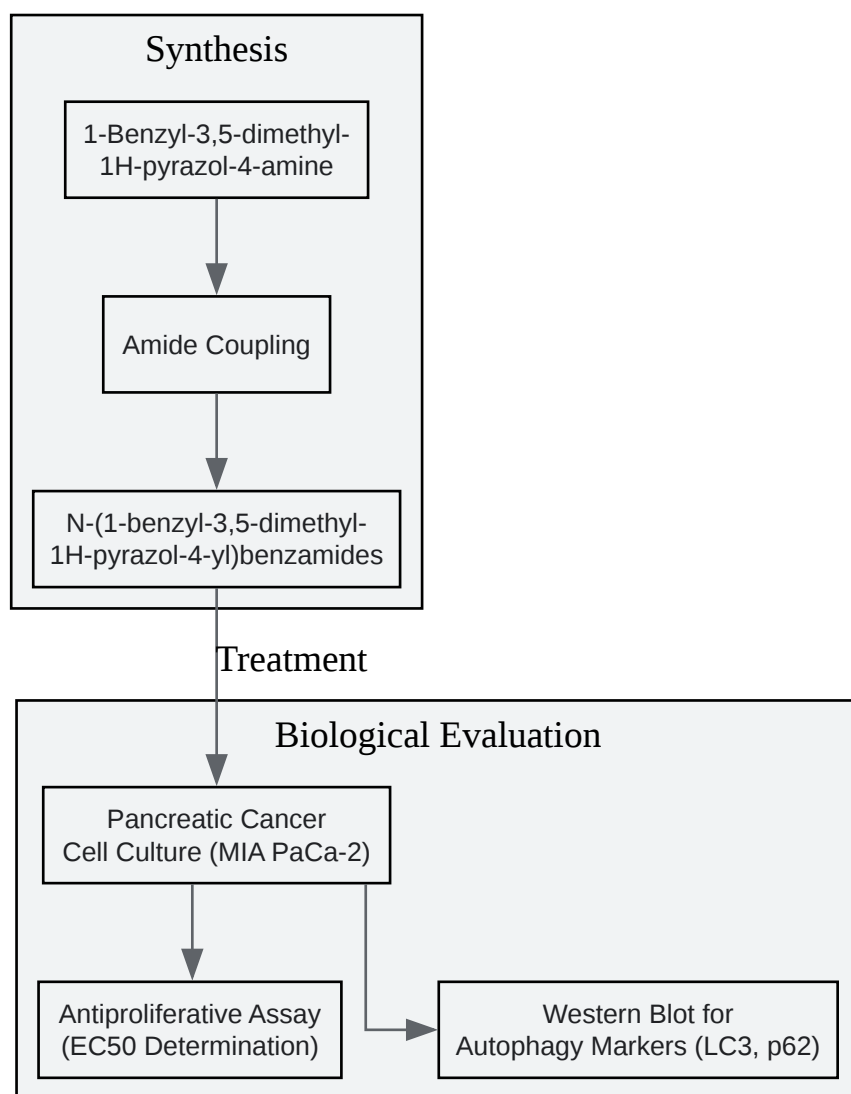 Synthesis
1-Benzyl-3,5-dimethyl-
1H-pyrazol-4-amine
Amide Coupling
N-(1-benzyl-3,5-dimethyl-
1H-pyrazol-4-yl)benzamides
Treatment
Biological Evaluation
Pancreatic Cancer
Cell Culture (MIA PaCa-2)
Antiproliferative Assay
(EC50 Determination)
Western Blot for
Autophagy Markers (LC3, p62)